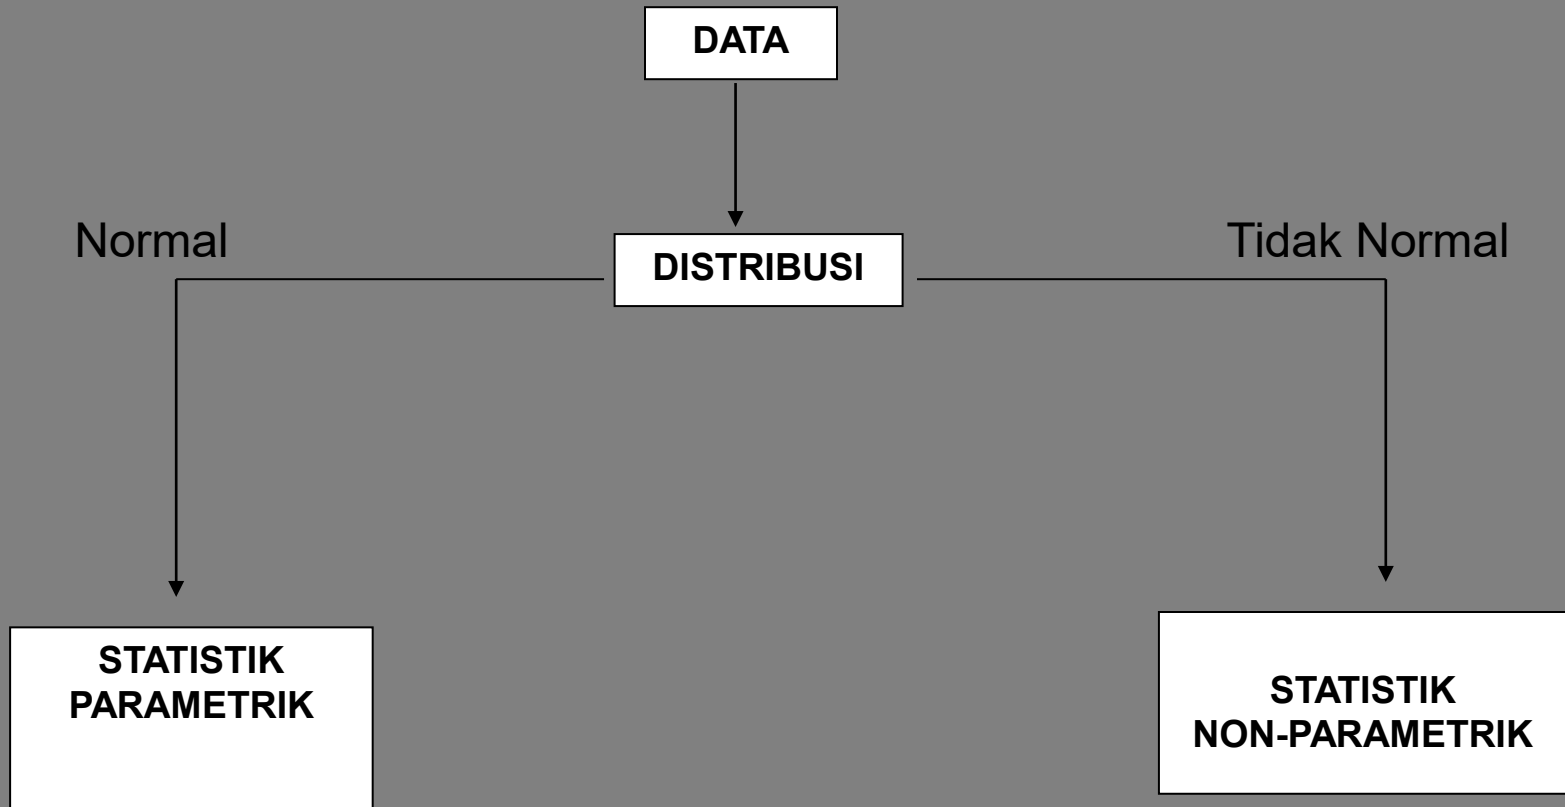 DATA
Normal
DISTRIBUSI
Tidak Normal
STATISTIK
PARAMETRIK
STATISTIK
NON-PARAMETRIK